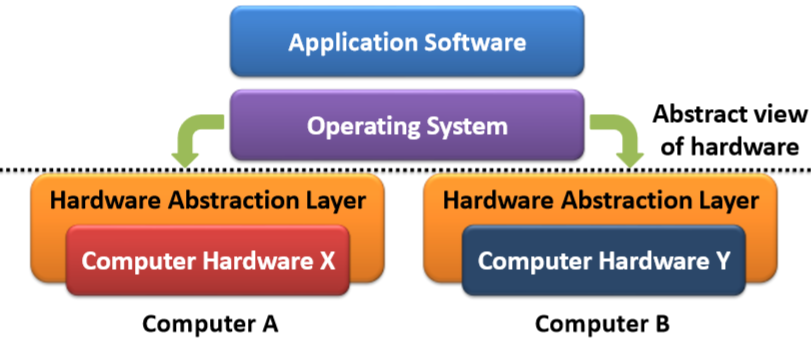 Application Software
Operating System
Abstract view
of hardware
Hardware Abstraction Layer
Computer Hardware X
Computer A
Hardware Abstraction Layer
Computer Hardware Y
Computer B